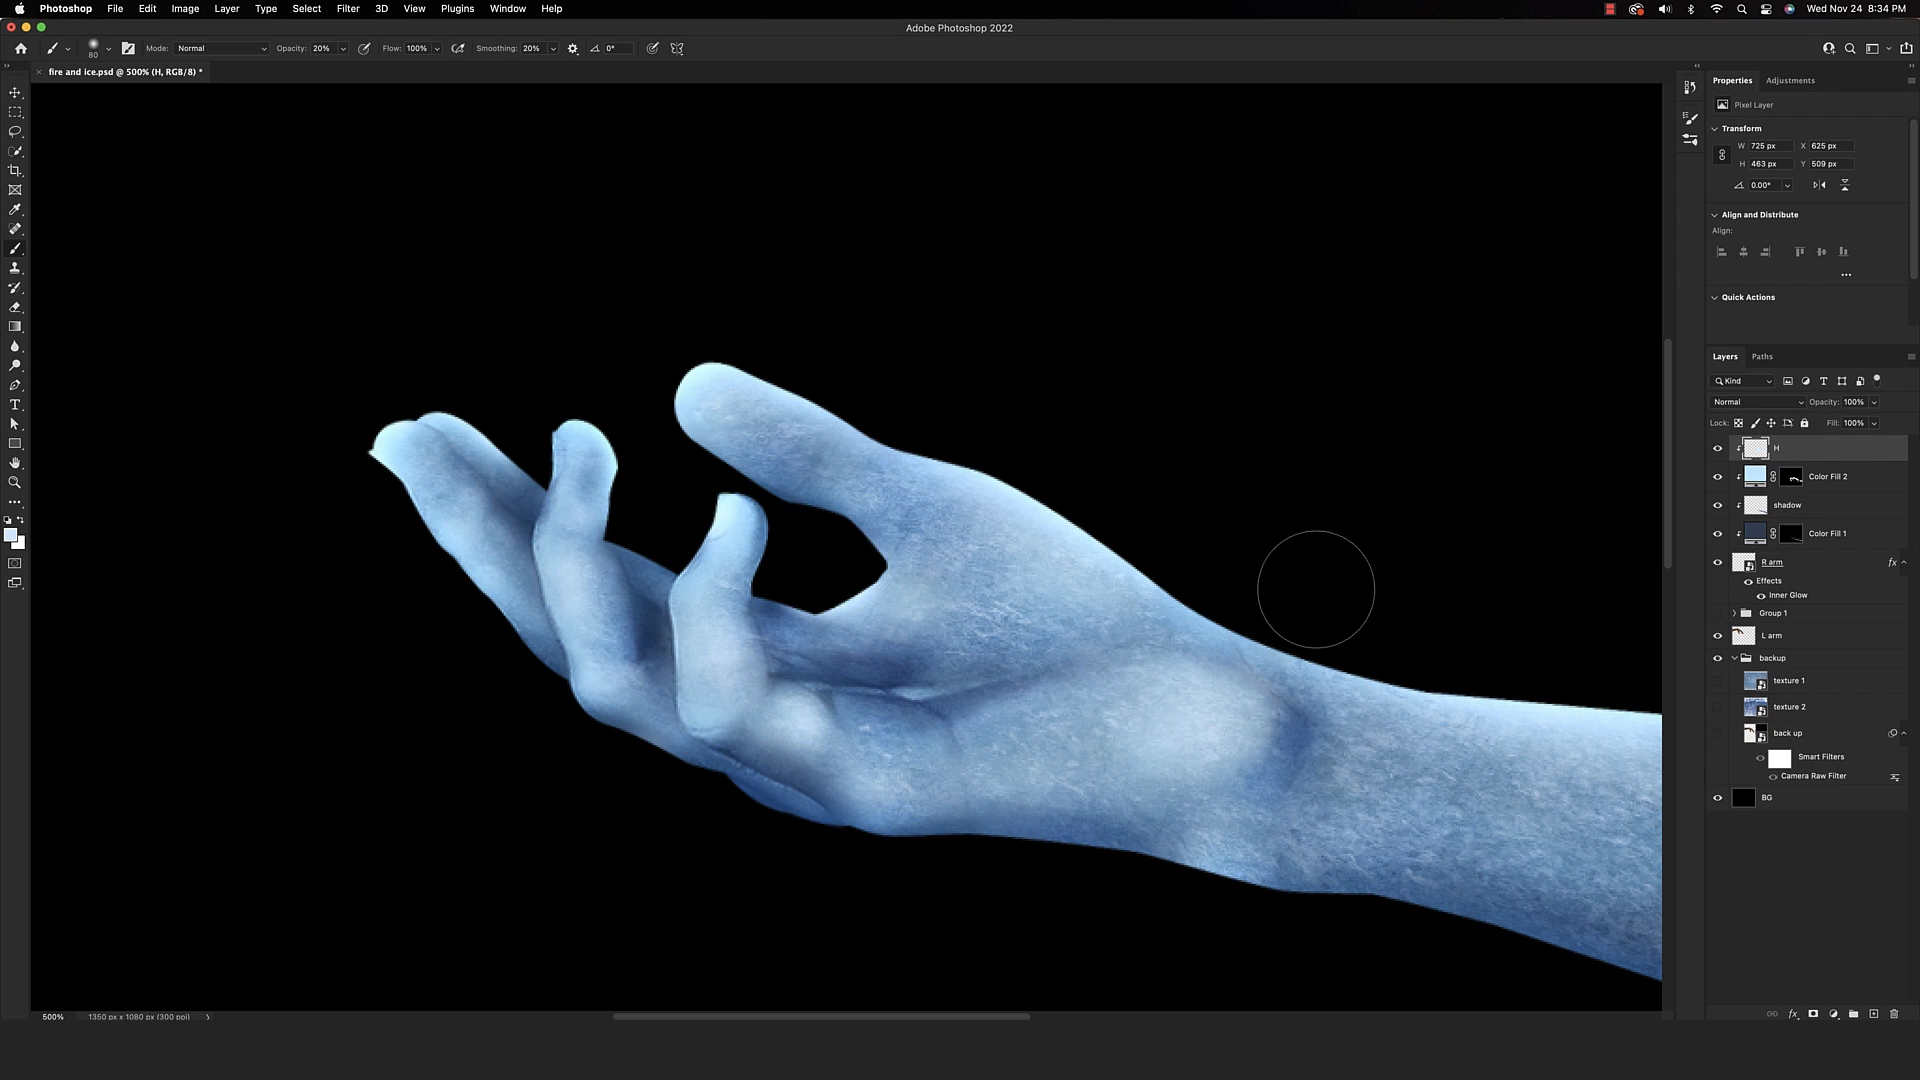 Photoshop File Edit Image Layer Type Select Filter 3D View Plugins Window Help Wed Nov 24 8:34 PM
Adobe Photoshop 2022
80 Mode: Normal Opacity: 20% Flow: 100% Smoothing: 20% 0°
fire and ice.psd @ 500% (H, RGB/8) *
Properties Adjustments
Pixel Layer
Transform
W 725 px X 625 px
H 463 px Y 509 px
0.00°
Align and Distribute
Align:
Quick Actions
Layers Paths
Kind
Normal Opacity: 100%
Lock: Fill: 100%
H
Color Fill 2
shadow
Color Fill 1
R arm fx
Effects
Inner Glow
Group 1
L arm
backup
texture 1
texture 2
back up
Smart Filters
Camera Raw Filter
BG
500% 1350 px x 1080 px (300 ppi)
fx